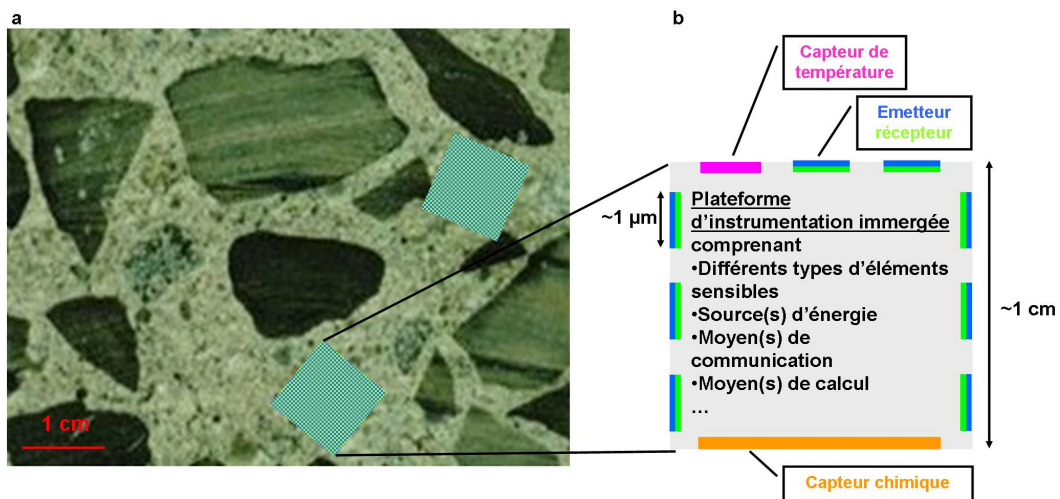 a
b
Capteur de
température
Emetteur
récepteur
~1 µm
Plateforme
d'instrumentation immergée
comprenant
•Différents types d'éléments
sensibles
•Source(s) d'énergie
•Moyen(s) de
communication
•Moyen(s) de calcul
…
~1 cm
1 cm
Capteur chimique